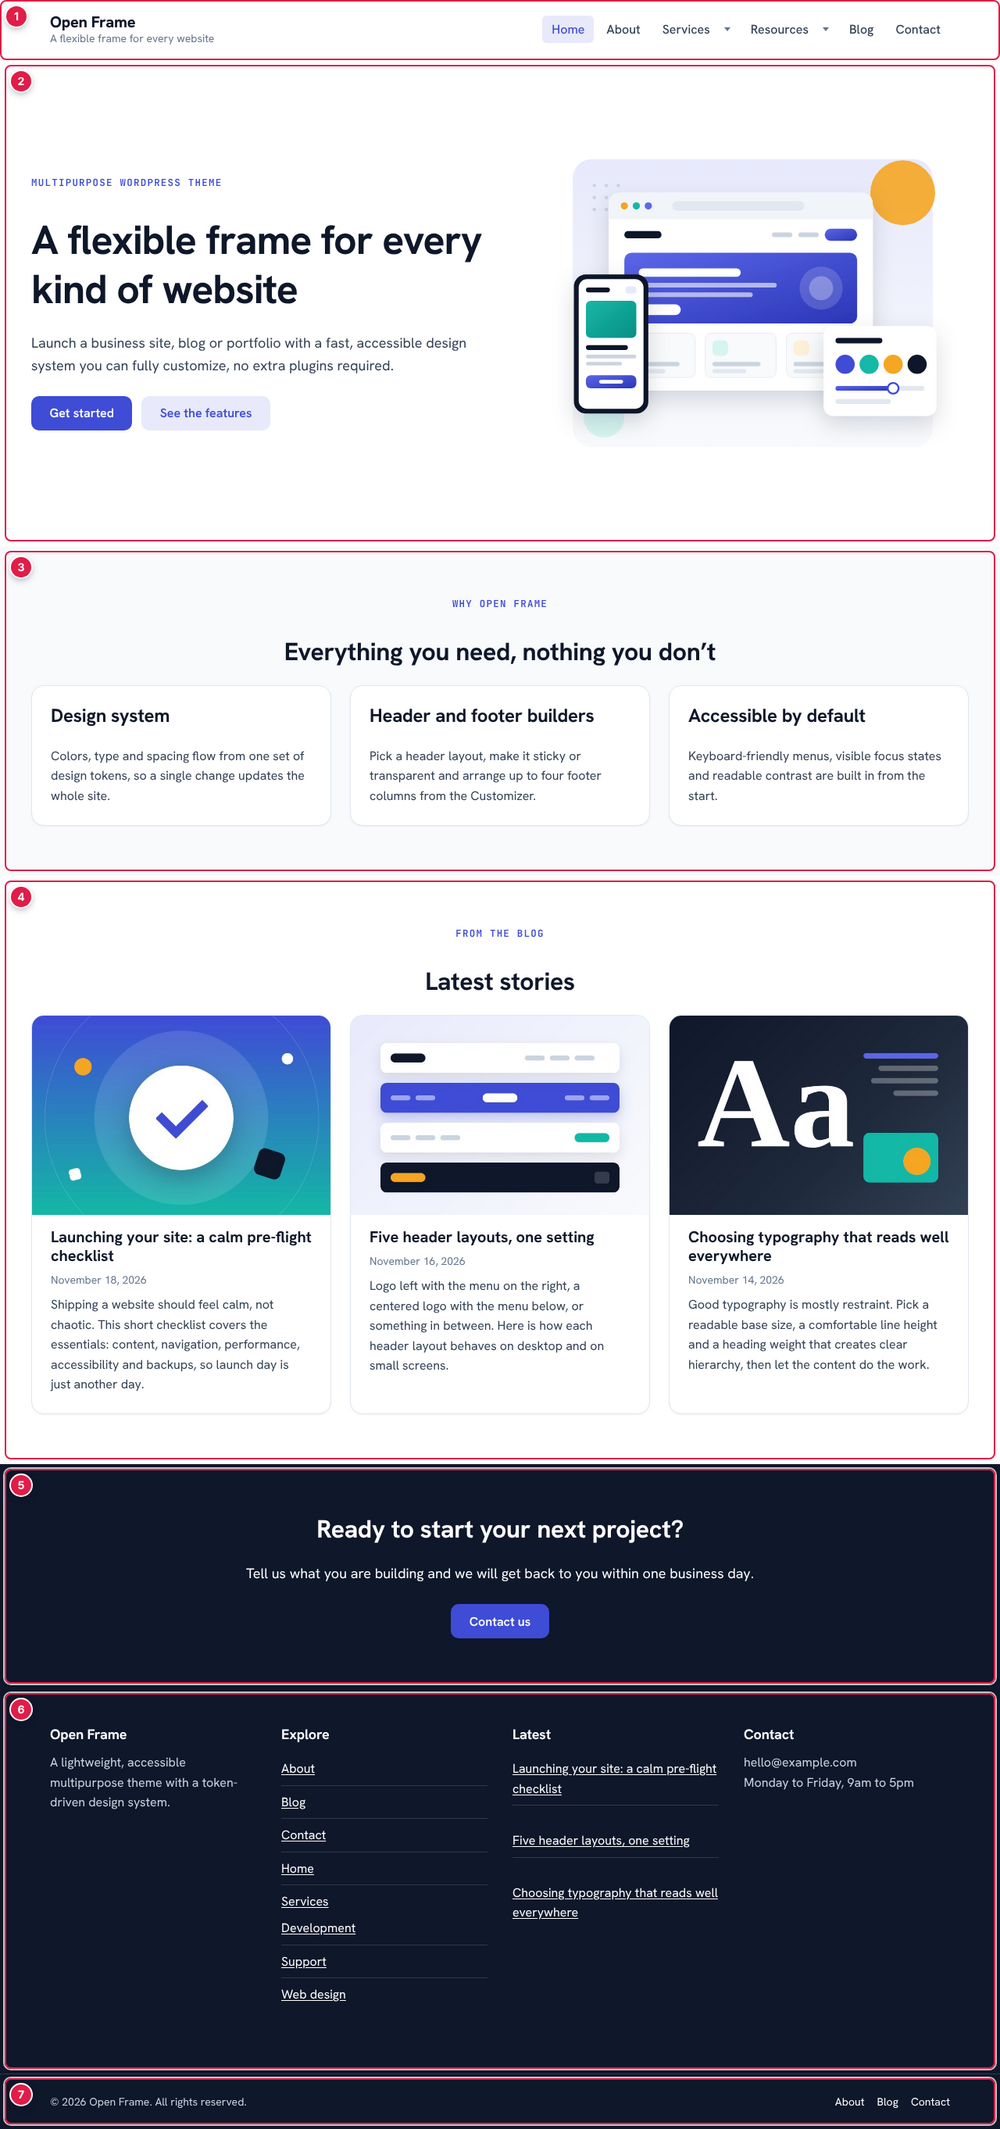 1
Open Frame
A flexible frame for every website
Home About Services Resources Blog Contact
2
MULTIPURPOSE WORDPRESS THEME
A flexible frame for every
kind of website
Launch a business site, blog or portfolio with a fast, accessible design
system you can fully customize, no extra plugins required.
Get started See the features
3
WHY OPEN FRAME
Everything you need, nothing you don’t
Design system
Colors, type and spacing flow from one set of
design tokens, so a single change updates the
whole site.
Header and footer builders
Pick a header layout, make it sticky or
transparent and arrange up to four footer
columns from the Customizer.
Accessible by default
Keyboard-friendly menus, visible focus states
and readable contrast are built in from the
start.
4
FROM THE BLOG
Latest stories
Launching your site: a calm pre-flight
checklist
November 18, 2026
Shipping a website should feel calm, not
chaotic. This short checklist covers the
essentials: content, navigation, performance,
accessibility and backups, so launch day is
just another day.
Five header layouts, one setting
November 16, 2026
Logo left with the menu on the right, a
centered logo with the menu below, or
something in between. Here is how each
header layout behaves on desktop and on
small screens.
Aa
Choosing typography that reads well
everywhere
November 14, 2026
Good typography is mostly restraint. Pick a
readable base size, a comfortable line height
and a heading weight that creates clear
hierarchy, then let the content do the work.
5
Ready to start your next project?
Tell us what you are building and we will get back to you within one business day.
Contact us
6
Open Frame
A lightweight, accessible
multipurpose theme with a token-
driven design system.
Explore
About
Blog
Contact
Home
Services
Development
Support
Web design
Latest
Launching your site: a calm pre-flight
checklist
Five header layouts, one setting
Choosing typography that reads well
everywhere
Contact
hello@example.com
Monday to Friday, 9am to 5pm
7
© 2026 Open Frame. All rights reserved.
About Blog Contact